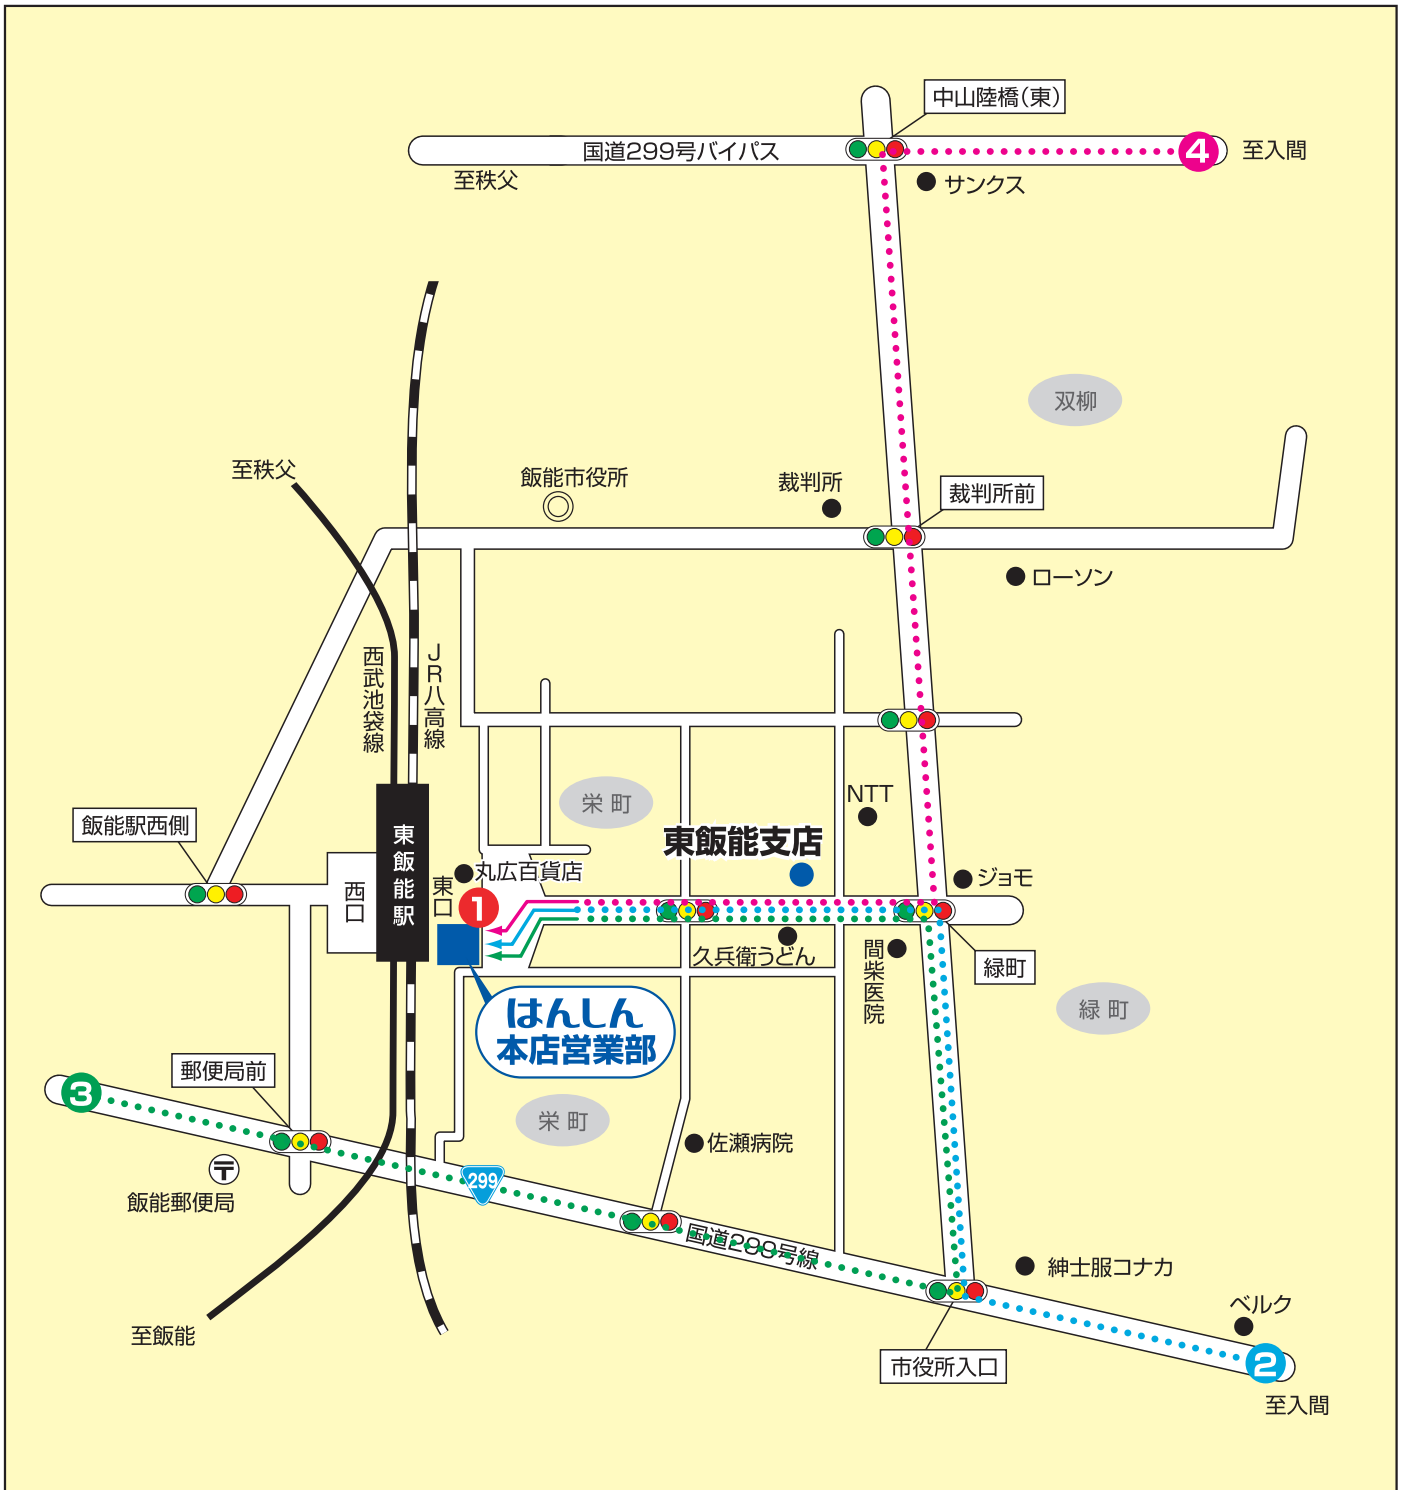 中山陸橋(東)
国道299号バイパス
4
至入間
至秩父
サンクス
双柳
至秩父
飯能市役所
裁判所
裁判所前
ローソン
西武池袋線
JR八高線
栄町
NTT
飯能駅西側
東飯能駅
東飯能支店
丸広百貨店
ジョモ
西口
東口
1
久兵衛うどん
間柴医院
緑町
緑町
はんしん
本店営業部
郵便局前
3
栄町
佐瀬病院
〒
299
飯能郵便局
国道299号線
紳士服コナカ
ベルク
至飯能
市役所入口
2
至入間